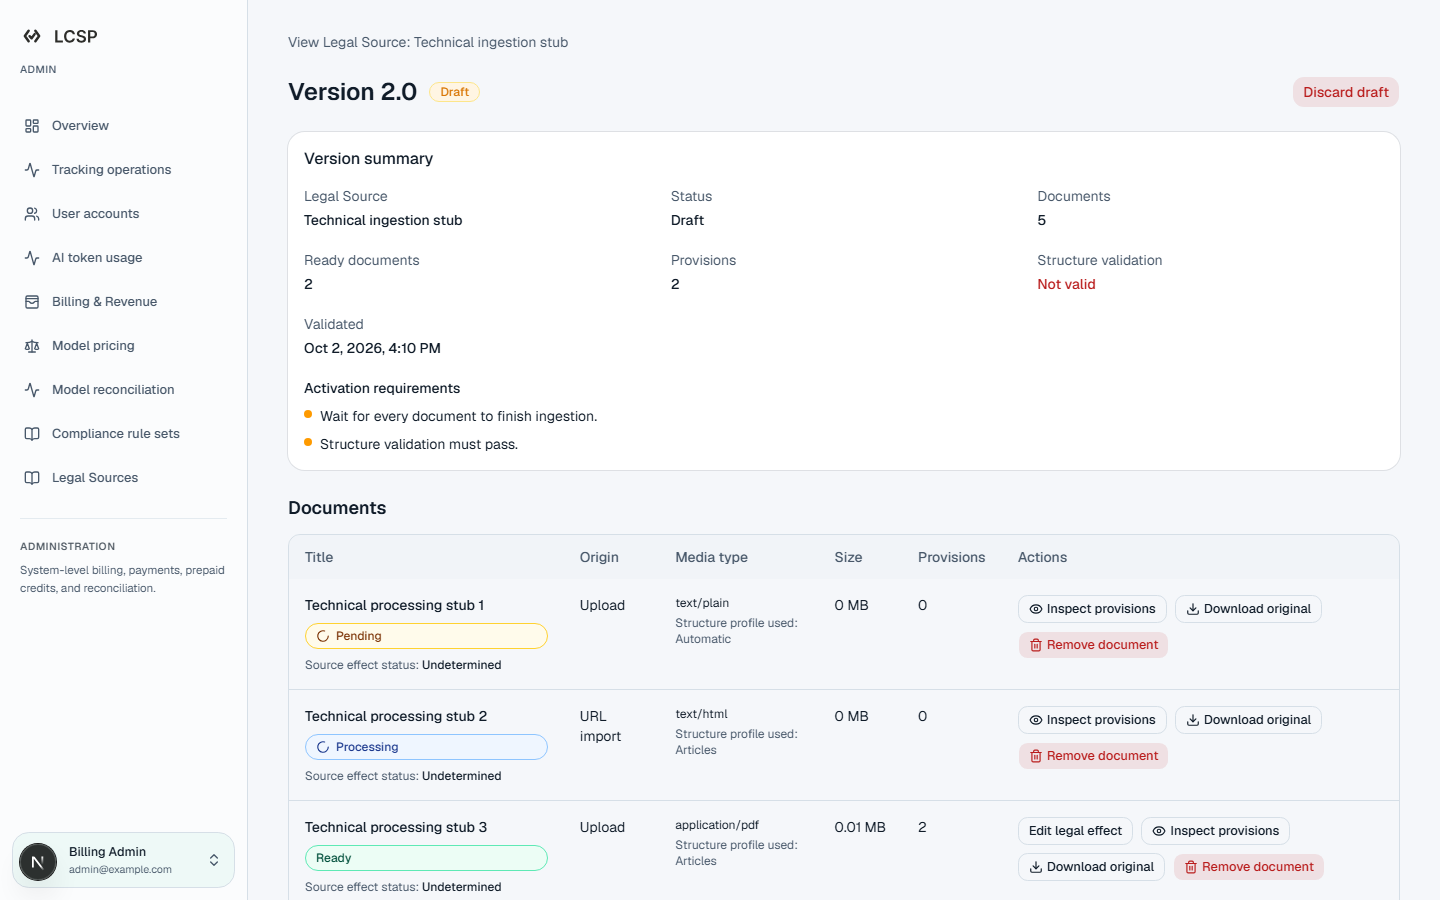 LCSP
ADMIN
Overview
Tracking operations
User accounts
AI token usage
Billing & Revenue
Model pricing
Model reconciliation
Compliance rule sets
Legal Sources
ADMINISTRATION
System-level billing, payments, prepaid
credits, and reconciliation.
N
Billing Admin
admin@example.com
View Legal Source: Technical ingestion stub
Version 2.0 Draft
Discard draft
Version summary
Legal Source Status Documents
Technical ingestion stub Draft 5
Ready documents Provisions Structure validation
2 2 Not valid
Validated
Oct 2, 2026, 4:10 PM
Activation requirements
Wait for every document to finish ingestion.
Structure validation must pass.
Documents
Title Origin Media type Size Provisions Actions
Technical processing stub 1 Upload text/plain 0 MB 0 Inspect provisions Download original
Structure profile used:
Pending Automatic Remove document
Source effect status: Undetermined
Technical processing stub 2 URL text/html 0 MB 0 Inspect provisions Download original
import Structure profile used:
Processing Articles Remove document
Source effect status: Undetermined
Technical processing stub 3 Upload application/pdf 0.01 MB 2 Edit legal effect Inspect provisions
Structure profile used:
Ready Articles Download original Remove document
Source effect status: Undetermined